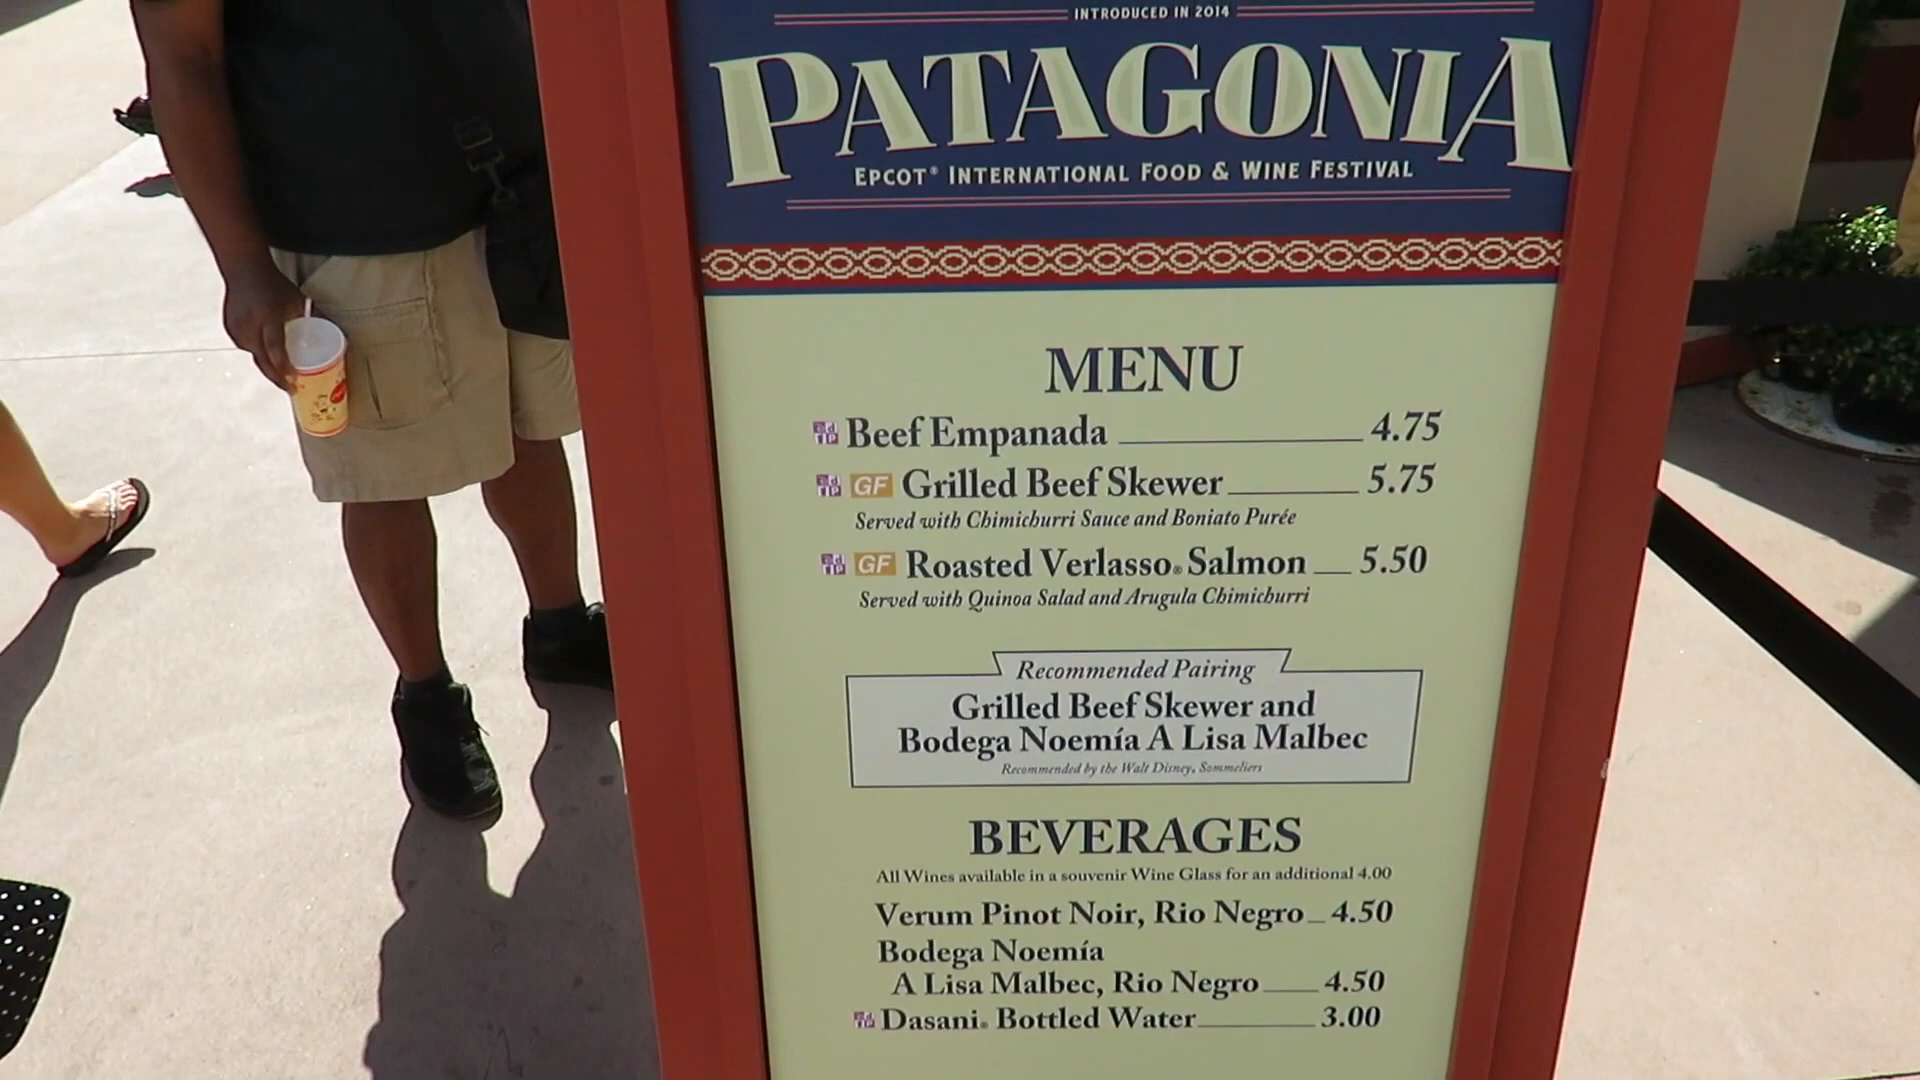 INTRODUCED IN 2014
PATAGONIA
EPCOT® INTERNATIONAL FOOD & WINE FESTIVAL
MENU
Beef Empanada 4.75
GF Grilled Beef Skewer 5.75
Served with Chimichurri Sauce and Boniato Purée
GF Roasted Verlasso® Salmon 5.50
Served with Quinoa Salad and Arugula Chimichurri
Recommended Pairing
Grilled Beef Skewer and
Bodega Noemía A Lisa Malbec
Recommended by the Walt Disney® Sommeliers
BEVERAGES
All Wines available in a souvenir Wine Glass for an additional 4.00
Verum Pinot Noir, Rio Negro 4.50
Bodega Noemía
A Lisa Malbec, Rio Negro 4.50
Dasani® Bottled Water 3.00